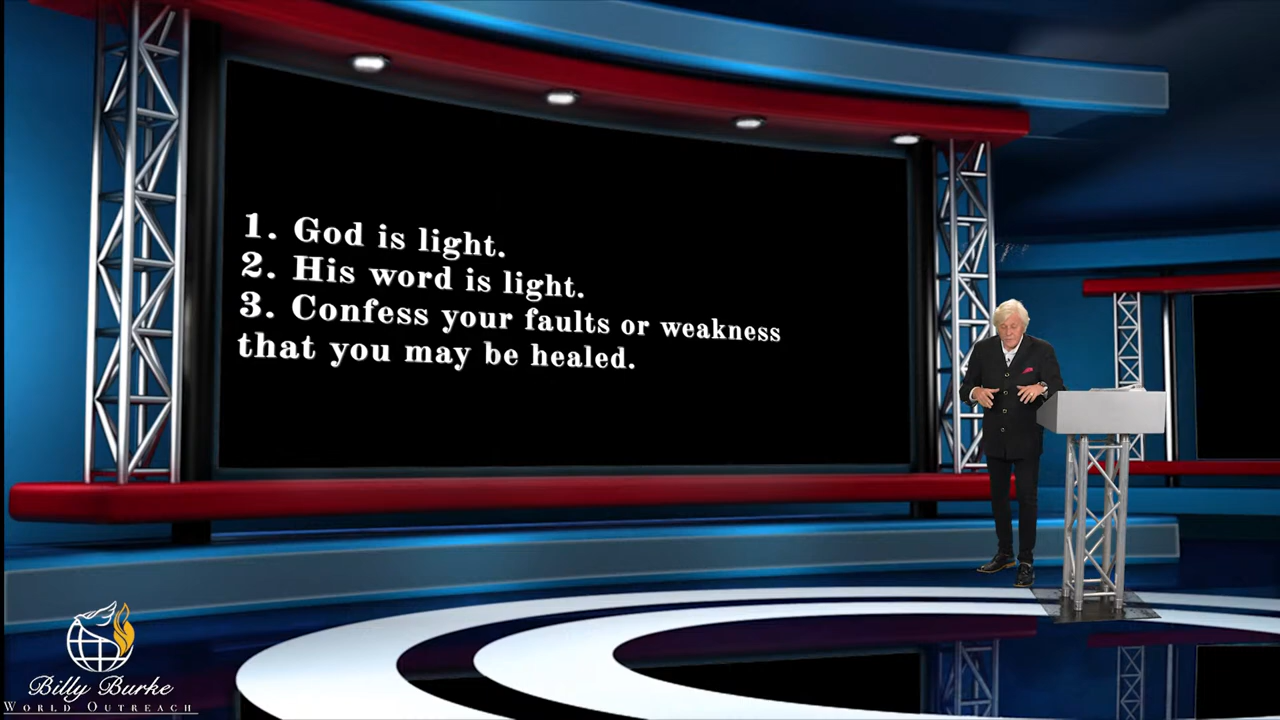 1. God is light.
2. His word is light.
3. Confess your faults or weakness
that you may be healed.
Billy Burke
World Outreach